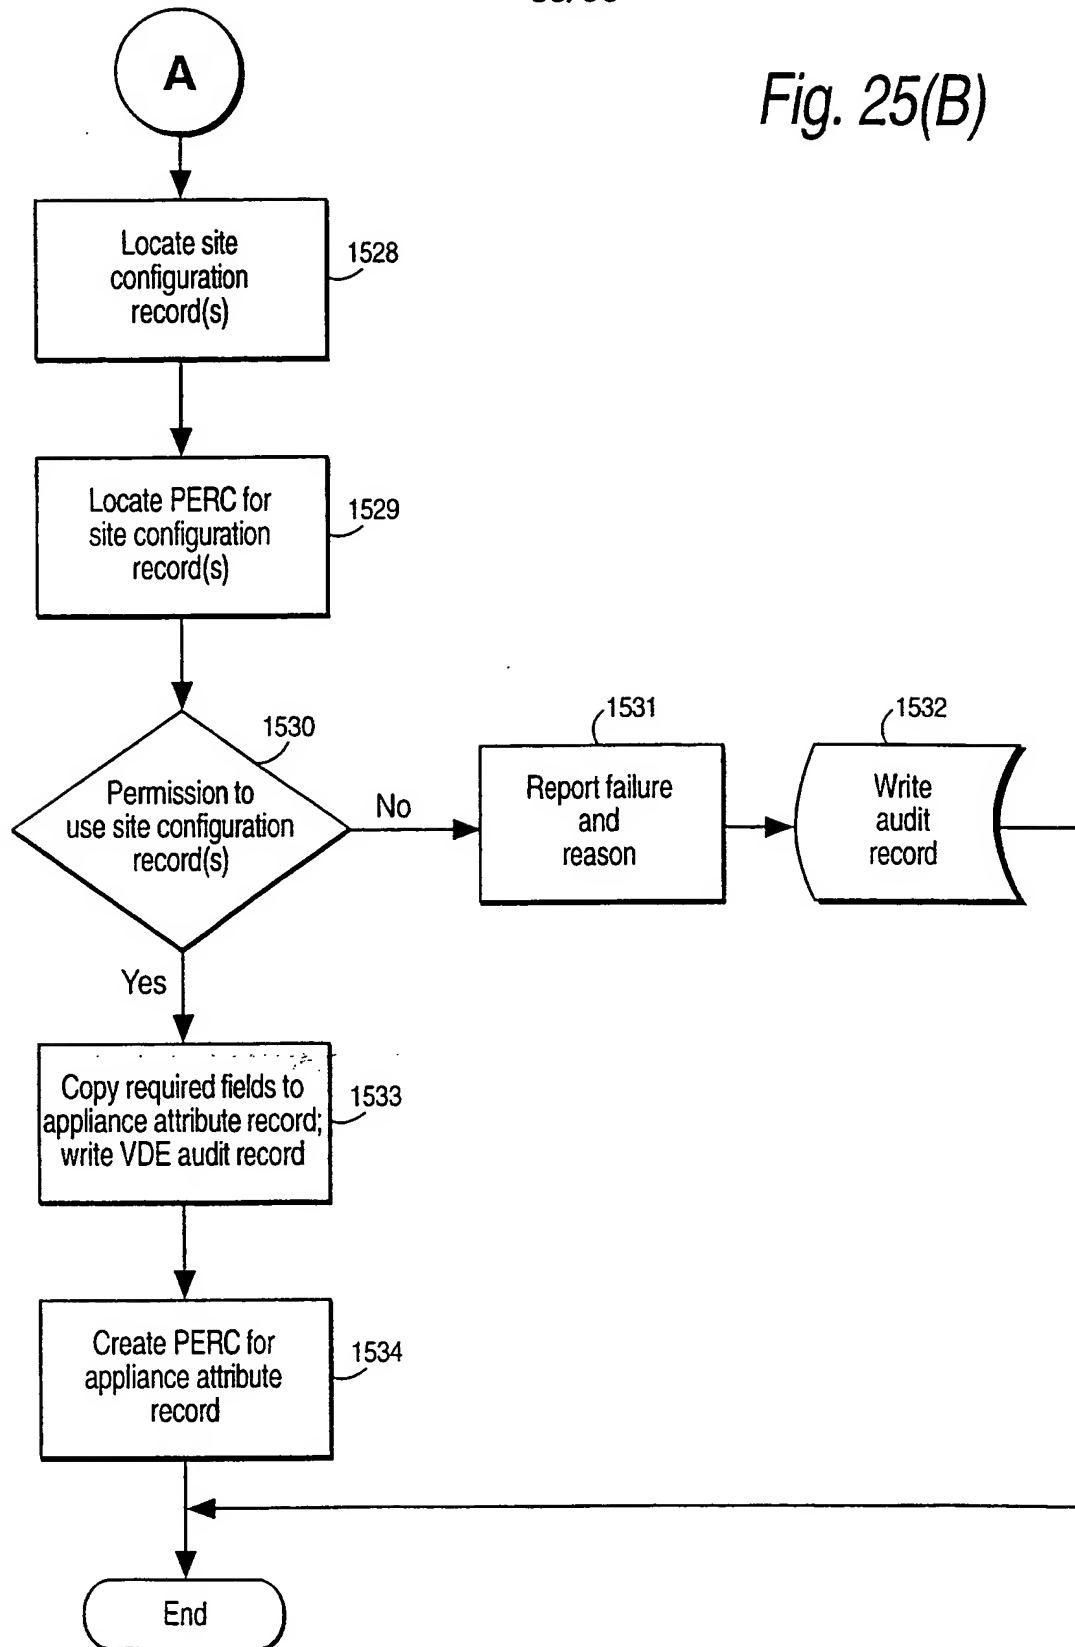 Fig. 25(B)
A
Locate site
configuration
record(s)
1528
Locate PERC for
site configuration
record(s)
1529
1530
Permission to
use site configuration
record(s)
No
1531
Report failure
and
reason
1532
Write
audit
record
Yes
Copy required fields to
appliance attribute record;
write VDE audit record
1533
Create PERC for
appliance attribute
record
1534
End